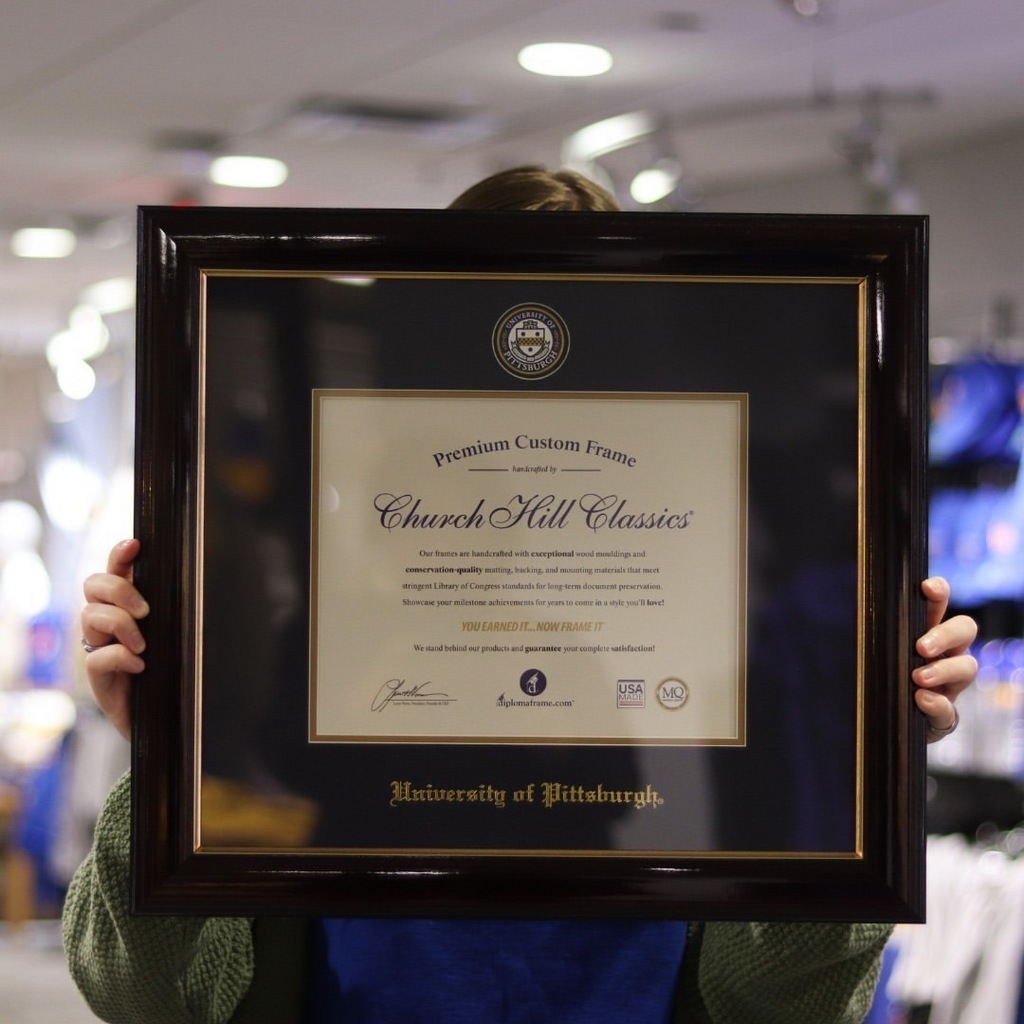 UNIVERSITY OF
PITTSBURGH
Premium Custom Frame
handcrafted by
Church Hill Classics®
Our frames are handcrafted with exceptional wood mouldings and
conservation-quality matting, backing, and mounting materials that meet
stringent Library of Congress standards for long-term document preservation.
Showcase your milestone achievements for years to come in a style you'll love!
YOU EARNED IT...NOW FRAME IT
We stand behind our products and guarantee your complete satisfaction!
diplomaframe.com
USA
MADE
MQ
University of Pittsburgh